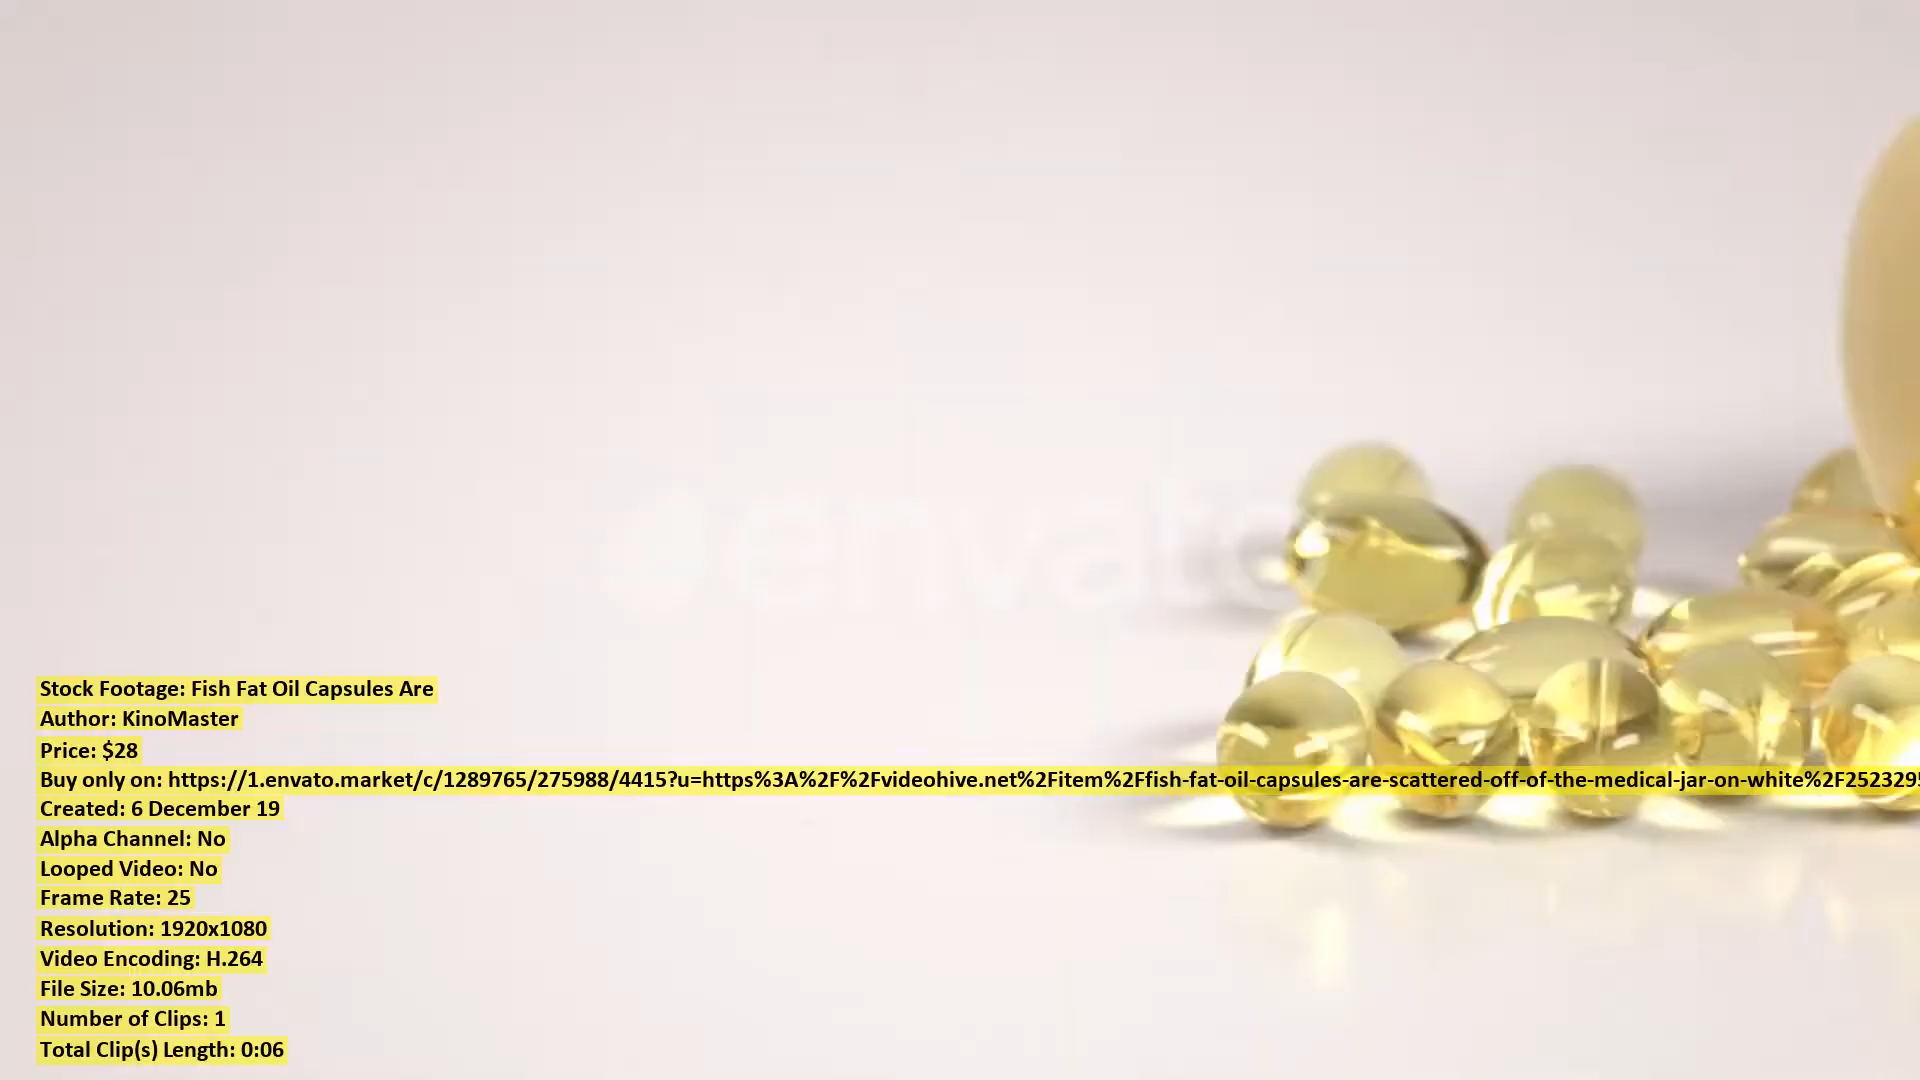 envato
Stock Footage: Fish Fat Oil Capsules Are
Author: KinoMaster
Price: $28
Buy only on: https://1.envato.market/c/1289765/275988/4415?u=https%3A%2F%2Fvideohive.net%2Fitem%2Ffish-fat-oil-capsules-are-scattered-off-of-the-medical-jar-on-white%2F2523295
Created: 6 December 19
Alpha Channel: No
Looped Video: No
Frame Rate: 25
Resolution: 1920x1080
Video Encoding: H.264
File Size: 10.06mb
Number of Clips: 1
Total Clip(s) Length: 0:06